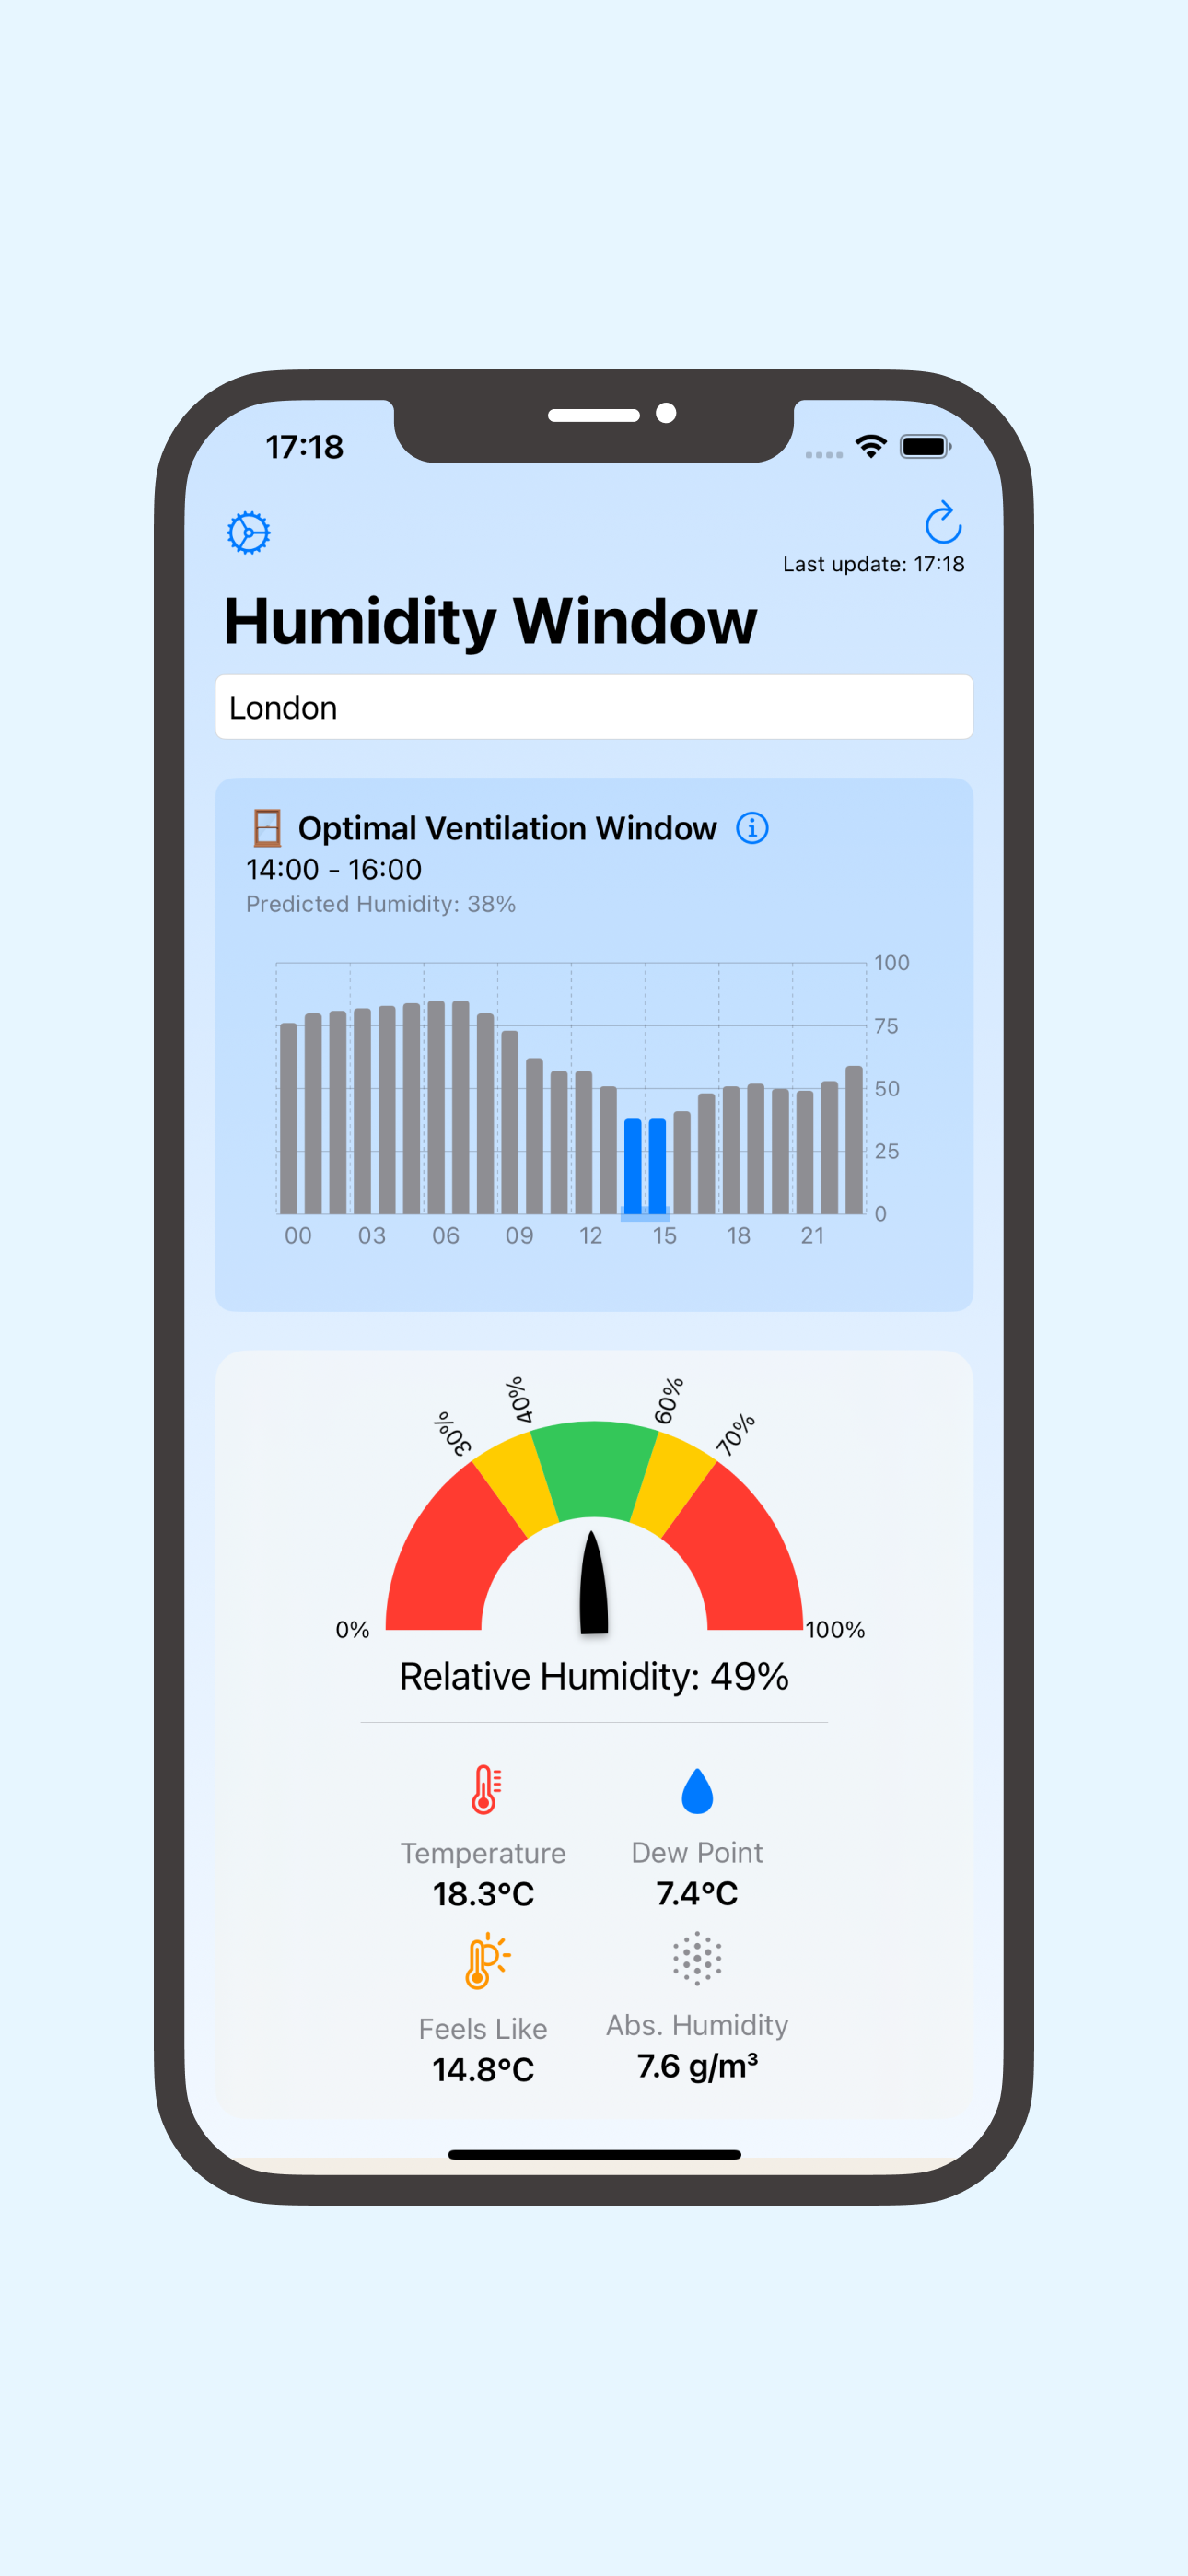 17:18
Last update: 17:18
Humidity Window
London
Optimal Ventilation Window
14:00 - 16:00
Predicted Humidity: 38%
100
75
50
25
0
00 03 06 09 12 15 18 21
30% 40% 60% 70%
0% 100%
Relative Humidity: 49%
Temperature Dew Point
18.3°C 7.4°C
Feels Like Abs. Humidity
14.8°C 7.6 g/m³